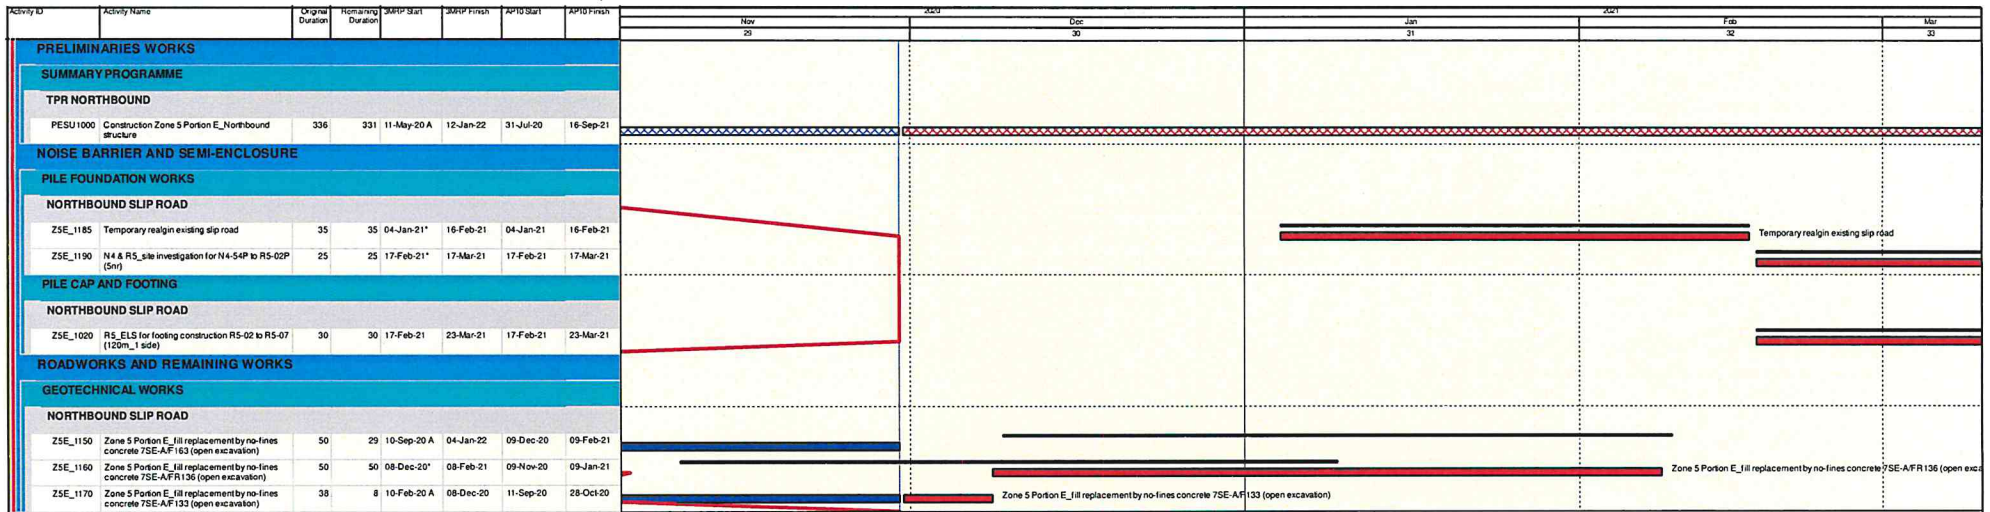 Activity ID Activity Name Original Duration Remaining Duration 3MRP Start 3MRP Finish AP10 Start AP10 Finish
2020 2021
Nov Dec Jan Feb Mar
29 30 31 32 33
PRELIMINARIES WORKS
SUMMARY PROGRAMME
TPR NORTHBOUND
PESU1000 Construction Zone 5 Portion E_Northbound structure 336 331 11-May-20 A 12-Jan-22 31-Jul-20 16-Sep-21
NOISE BARRIER AND SEMI-ENCLOSURE
PILE FOUNDATION WORKS
NORTHBOUND SLIP ROAD
Z5E_1185 Temporary realgin existing slip road 35 35 04-Jan-21* 16-Feb-21 04-Jan-21 16-Feb-21 Temporary realgin existing slip road
Z5E_1190 N4 & R5_site investigation for N4-54P to R5-02P (5nr) 25 25 17-Feb-21* 17-Mar-21 17-Feb-21 17-Mar-21
PILE CAP AND FOOTING
NORTHBOUND SLIP ROAD
Z5E_1020 R5_ELS for footing construction R5-02 to R5-07 (120m_1 side) 30 30 17-Feb-21 23-Mar-21 17-Feb-21 23-Mar-21
ROADWORKS AND REMAINING WORKS
GEOTECHNICAL WORKS
NORTHBOUND SLIP ROAD
Z5E_1150 Zone 5 Portion E_fill replacement by no-fines concrete 7SE-A/F163 (open excavation) 50 29 10-Sep-20 A 04-Jan-22 09-Dec-20 09-Feb-21
Z5E_1160 Zone 5 Portion E_fill replacement by no-fines concrete 7SE-A/FR136 (open excavation) 50 50 08-Dec-20* 08-Feb-21 09-Nov-20 09-Jan-21 Zone 5 Portion E_fill replacement by no-fines concrete 7SE-A/FR136 (open exca
Z5E_1170 Zone 5 Portion E_fill replacement by no-fines concrete 7SE-A/F133 (open excavation) 38 8 10-Feb-20 A 08-Dec-20 11-Sep-20 28-Oct-20 Zone 5 Portion E_fill replacement by no-fines concrete 7SE-A/F133 (open excavation)